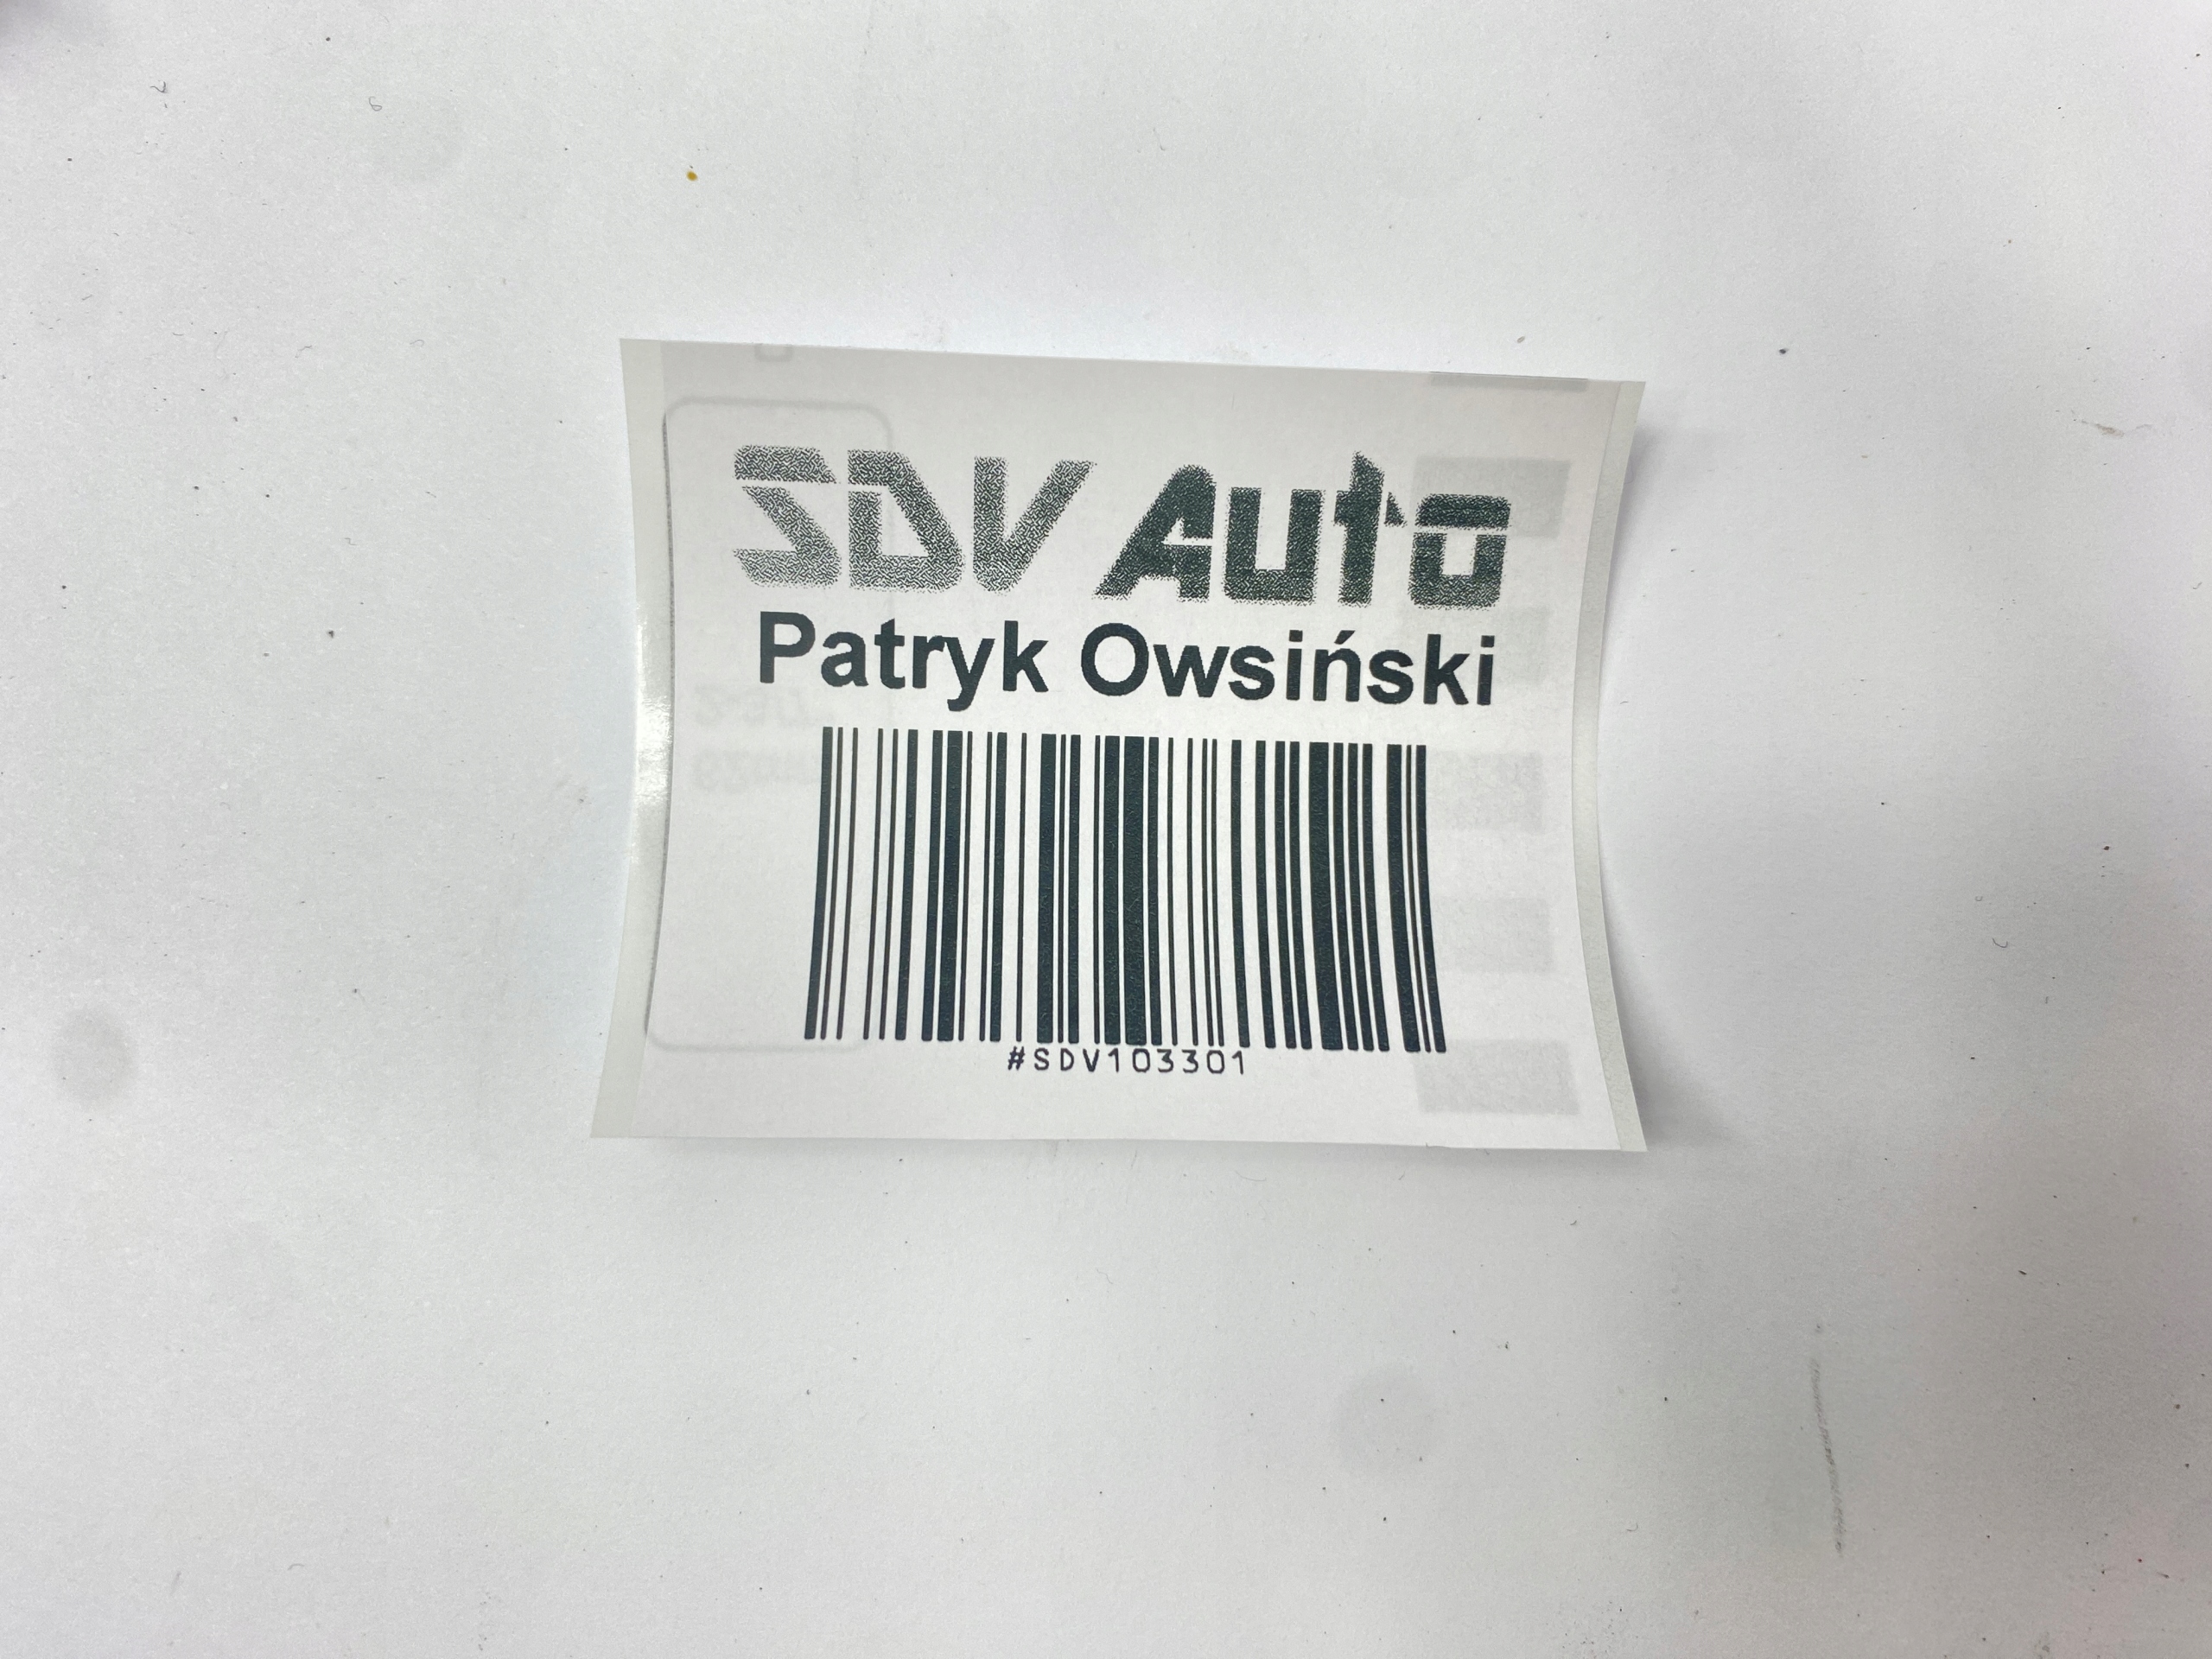 SDV Auto
Patryk Owsiński
#SDV103301